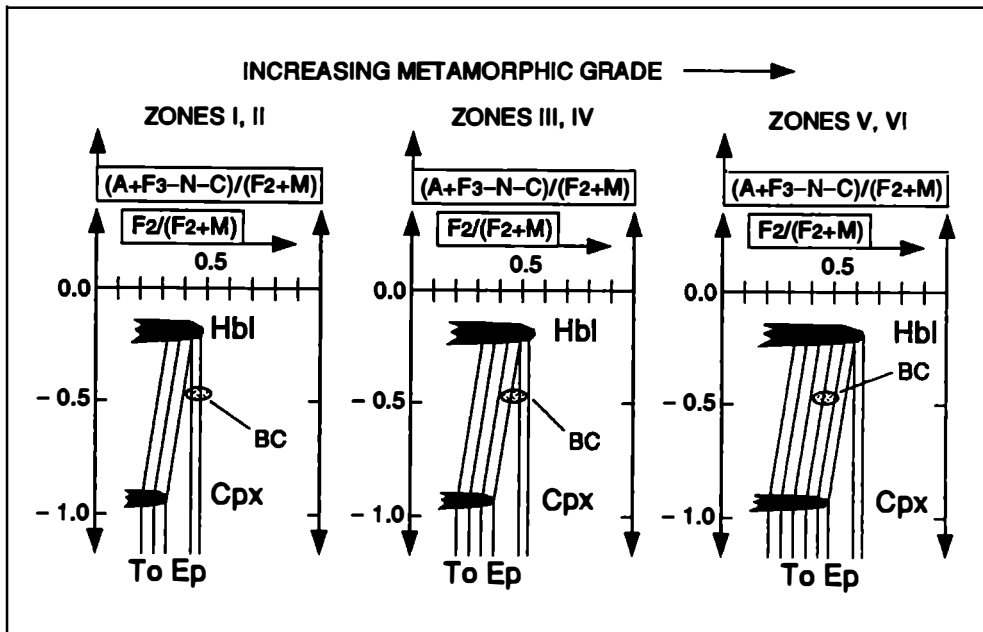 INCREASING METAMORPHIC GRADE
ZONES I, II
(A+F3–N–C)/(F2+M)
F2/(F2+M)
0.5
0.0
Hbl
– 0.5
BC
Cpx
– 1.0
To Ep
ZONES III, IV
(A+F3–N–C)/(F2+M)
F2/(F2+M)
0.5
0.0
Hbl
– 0.5
BC
Cpx
– 1.0
To Ep
ZONES V, VI
(A+F3–N–C)/(F2+M)
F2/(F2+M)
0.5
0.0
Hbl
BC
– 0.5
Cpx
– 1.0
To Ep